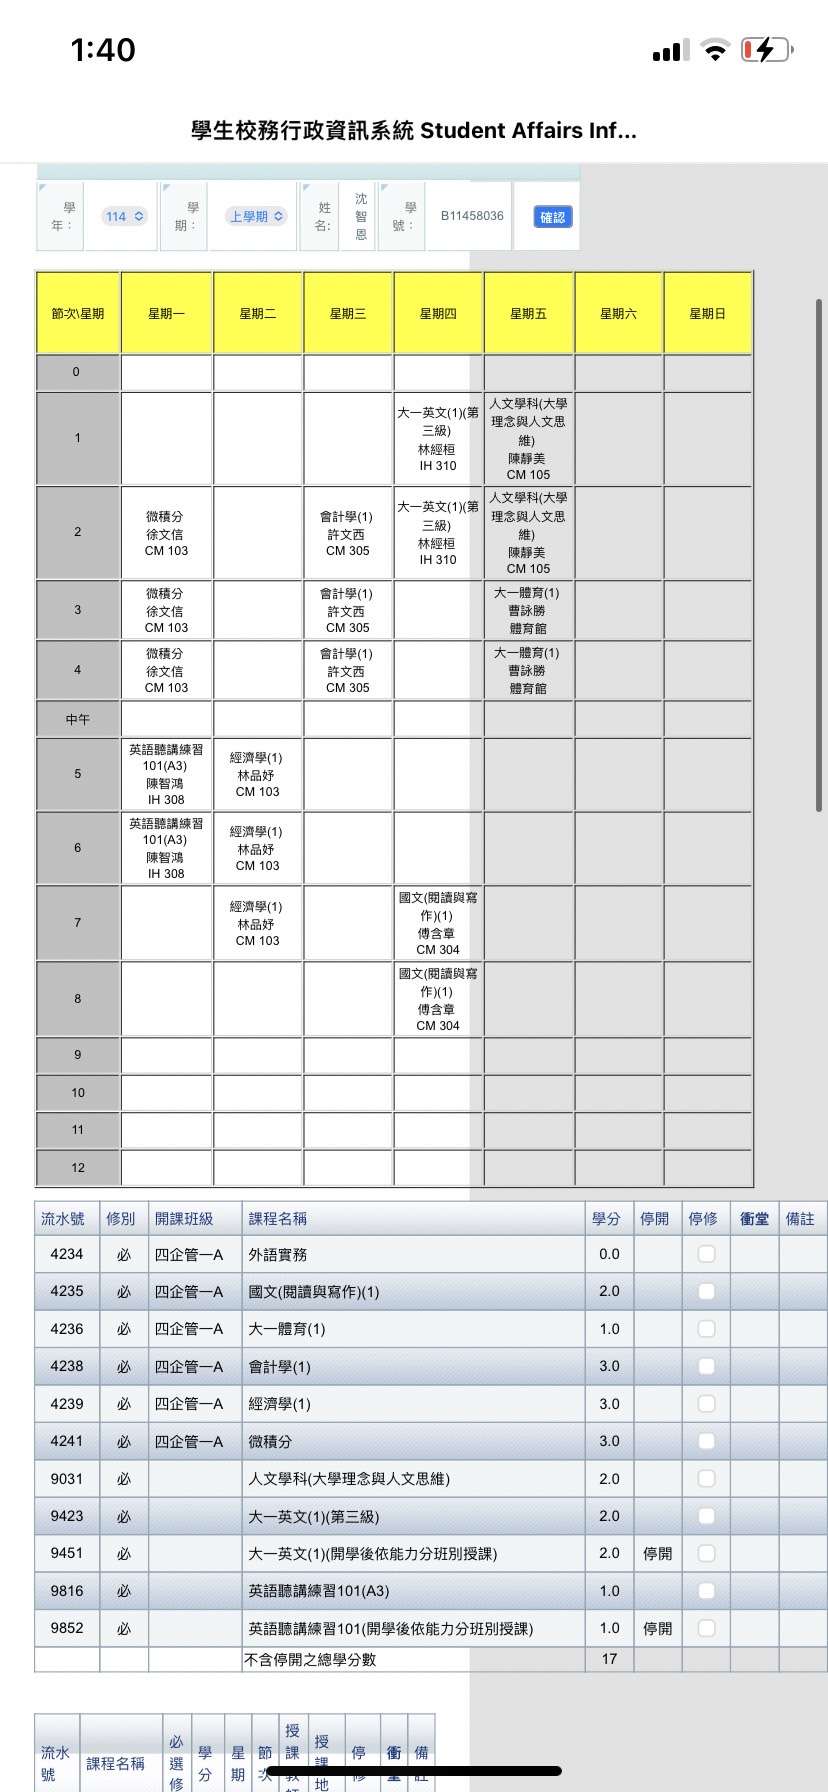 1:40
學生校務行政資訊系統 Student Affairs Inf...
學年： 114 學期： 上學期 姓名: 沈智恩 學號： B11458036 確認
節次\星期 星期一 星期二 星期三 星期四 星期五 星期六 星期日
0
1
大一英文(1)(第三級)
林經桓
IH 310
人文學科(大學理念與人文思維)
陳靜美
CM 105
2
微積分
徐文信
CM 103
會計學(1)
許文西
CM 305
大一英文(1)(第三級)
林經桓
IH 310
人文學科(大學理念與人文思維)
陳靜美
CM 105
3
微積分
徐文信
CM 103
會計學(1)
許文西
CM 305
大一體育(1)
曹詠勝
體育館
4
微積分
徐文信
CM 103
會計學(1)
許文西
CM 305
大一體育(1)
曹詠勝
體育館
中午
5
英語聽講練習101(A3)
陳智鴻
IH 308
經濟學(1)
林品妤
CM 103
6
英語聽講練習101(A3)
陳智鴻
IH 308
經濟學(1)
林品妤
CM 103
7
經濟學(1)
林品妤
CM 103
國文(閱讀與寫作)(1)
傅含章
CM 304
8
國文(閱讀與寫作)(1)
傅含章
CM 304
9
10
11
12
流水號 修別 開課班級 課程名稱 學分 停開 停修 衝堂 備註
4234 必 四企管一A 外語實務 0.0
4235 必 四企管一A 國文(閱讀與寫作)(1) 2.0
4236 必 四企管一A 大一體育(1) 1.0
4238 必 四企管一A 會計學(1) 3.0
4239 必 四企管一A 經濟學(1) 3.0
4241 必 四企管一A 微積分 3.0
9031 必 人文學科(大學理念與人文思維) 2.0
9423 必 大一英文(1)(第三級) 2.0
9451 必 大一英文(1)(開學後依能力分班別授課) 2.0 停開
9816 必 英語聽講練習101(A3) 1.0
9852 必 英語聽講練習101(開學後依能力分班別授課) 1.0 停開
不含停開之總學分數 17
流水號 課程名稱 必選修 學分 星期 節次 授課 授課地 停 衝 備